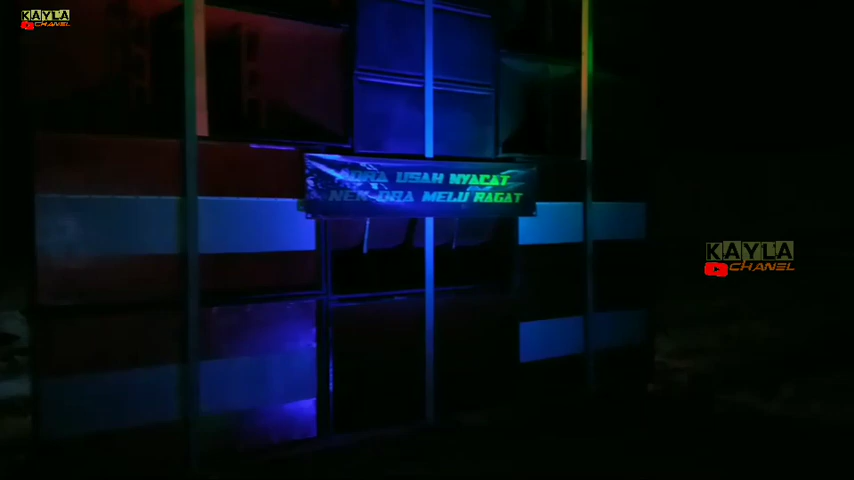 KAYLA
CHANEL
ORA USAH NYACAT
NEK ORA MELU RAGAT
KAYLA
CHANEL